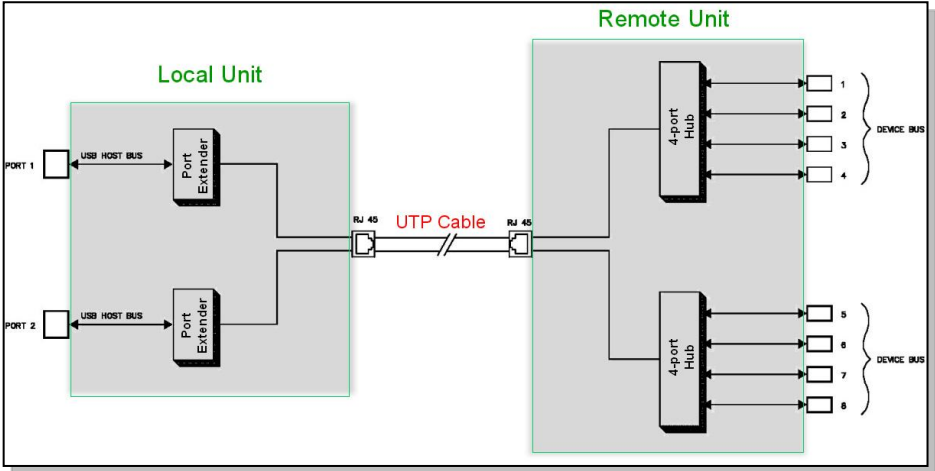 Remote Unit
Local Unit
PORT 1
USB HOST BUS
Port
Extender
4-port
Hub
1
2
3
4
DEVICE BUS
RJ 45
UTP Cable
RJ 45
PORT 2
USB HOST BUS
Port
Extender
4-port
Hub
5
6
7
8
DEVICE BUS